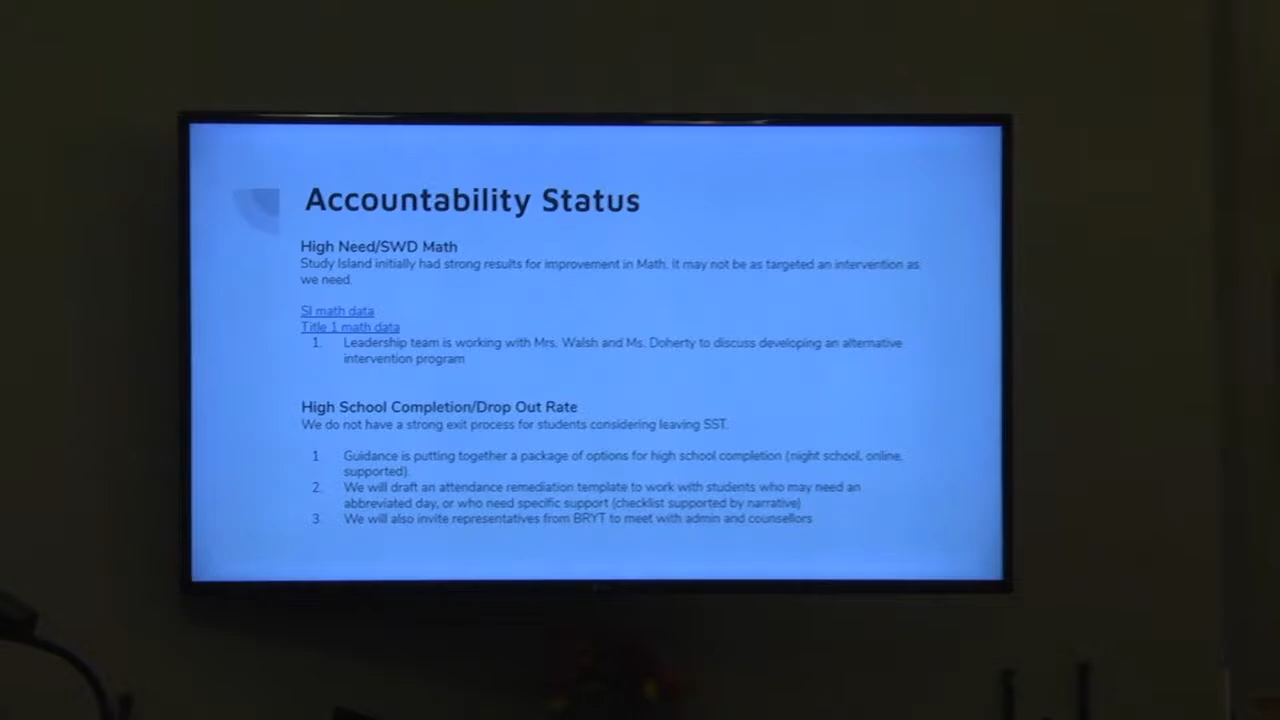 Accountability Status
High Need/SWD Math
Study Island initially had strong results for improvement in Math. It may not be as targeted an intervention as
we need.
SI math data
Title 1 math data
1. Leadership team is working with Mrs. Walsh and Ms. Doherty to discuss developing an alternative
intervention program
High School Completion/Drop Out Rate
We do not have a strong exit process for students considering leaving SST.
1. Guidance is putting together a package of options for high school completion (night school, online,
supported).
2. We will draft an attendance remediation template to work with students who may need an
abbreviated day, or who need specific support (checklist supported by narrative)
3. We will also invite representatives from BRYT to meet with admin and counsellors